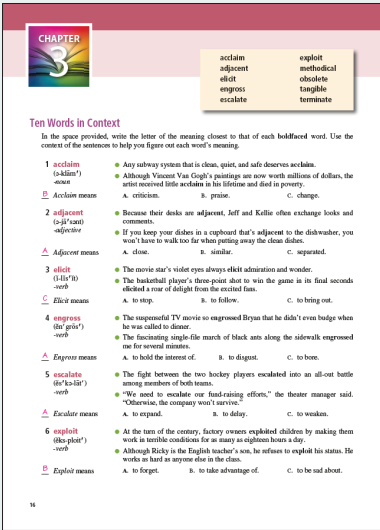 CHAPTER
3
acclaim exploit
adjacent methodical
elicit obsolete
engross tangible
escalate terminate
Ten Words in Context
In the space provided, write the letter of the meaning closest to that of each boldfaced word. Use the
context of the sentences to help you figure out each word's meaning.
1 acclaim
(ə-klām′)
-noun
● Any subway system that is clean, quiet, and safe deserves acclaim.
● Although Vincent Van Gogh's paintings are now worth millions of dollars, the
artist received little acclaim in his lifetime and died in poverty.
B Acclaim means A. criticism. B. praise. C. change.
2 adjacent
(ə-jā′sənt)
-adjective
● Because their desks are adjacent, Jeff and Kellie often exchange looks and
comments.
● If you keep your dishes in a cupboard that's adjacent to the dishwasher, you
won't have to walk too far when putting away the clean dishes.
A Adjacent means A. close. B. similar. C. separated.
3 elicit
(ĭ-lĭs′ĭt)
-verb
● The movie star's violet eyes always elicit admiration and wonder.
● The basketball player's three-point shot to win the game in its final seconds
elicited a roar of delight from the excited fans.
C Elicit means A. to stop. B. to follow. C. to bring out.
4 engross
(ĕn′grōs′)
-verb
● The suspenseful TV movie so engrossed Bryan that he didn't even budge when
he was called to dinner.
● The fascinating single-file march of black ants along the sidewalk engrossed
me for several minutes.
A Engross means A. to hold the interest of. B. to disgust. C. to bore.
5 escalate
(ĕs′kə-lāt′)
-verb
● The fight between the two hockey players escalated into an all-out battle
among members of both teams.
● “We need to escalate our fund-raising efforts,” the theater manager said.
“Otherwise, the company won't survive.”
A Escalate means A. to expand. B. to delay. C. to weaken.
6 exploit
(ĕks-ploit′)
-verb
● At the turn of the century, factory owners exploited children by making them
work in terrible conditions for as many as eighteen hours a day.
● Although Ricky is the English teacher's son, he refuses to exploit his status. He
works as hard as anyone else in the class.
B Exploit means A. to forget. B. to take advantage of. C. to be sad about.
16